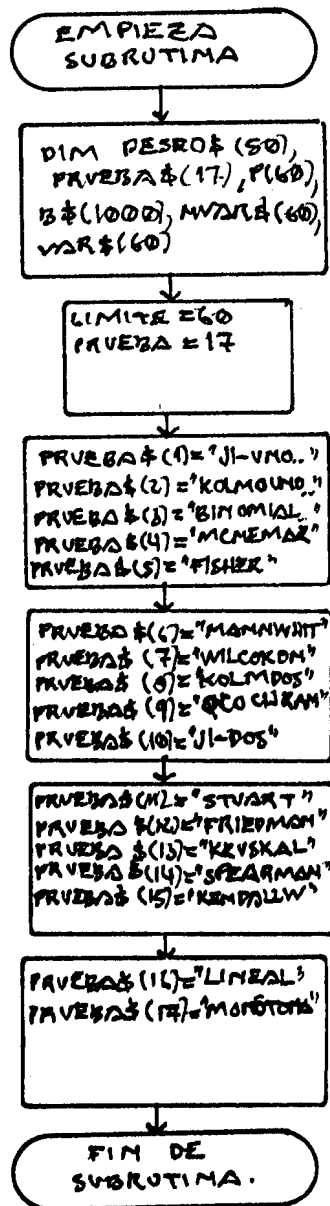 EMPIEZA
SUBRUTINA
DIM DESRO$(50),
PRUEBA$(17), P(60),
B$(1000), MVAR$(60),
VAR$(60)
LIMITE = 60
PRUEBA = 17
PRUEBA$(1)="JI-UNO.."
PRUEBA$(2)="KOLMOUNO.."
PRUEBA$(3)="BINOMIAL.."
PRUEBA$(4)="MCNEMAR
PRUEBA$(5)="FISHER"
PRUEBA$(6)="MANNWHIT"
PRUEBA$(7)="WILCOXON"
PRUEBA$(8)="KOLMDOS"
PRUEBA$(9)="QCOCHRAN"
PRUEBA$(10)="JI-DOS"
PRUEBA$(11)="STUART"
PRUEBA$(12)="FRIEDMAN"
PRUEBA$(13)="KRUSKAL
PRUEBA$(14)="SPEARMAN"
PRUEBA$(15)="KENDALLW"
PRUEBA$(16)="LINEAL"
PRUEBA$(17)="MONOTONA"
FIN DE
SUBRUTINA.